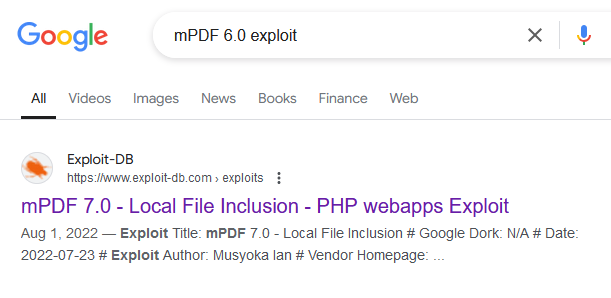 Google
mPDF 6.0 exploit
All Videos Images News Books Finance Web
Exploit-DB
https://www.exploit-db.com › exploits
mPDF 7.0 - Local File Inclusion - PHP webapps Exploit
Aug 1, 2022 — Exploit Title: mPDF 7.0 - Local File Inclusion # Google Dork: N/A # Date:
2022-07-23 # Exploit Author: Musyoka Ian # Vendor Homepage: ...